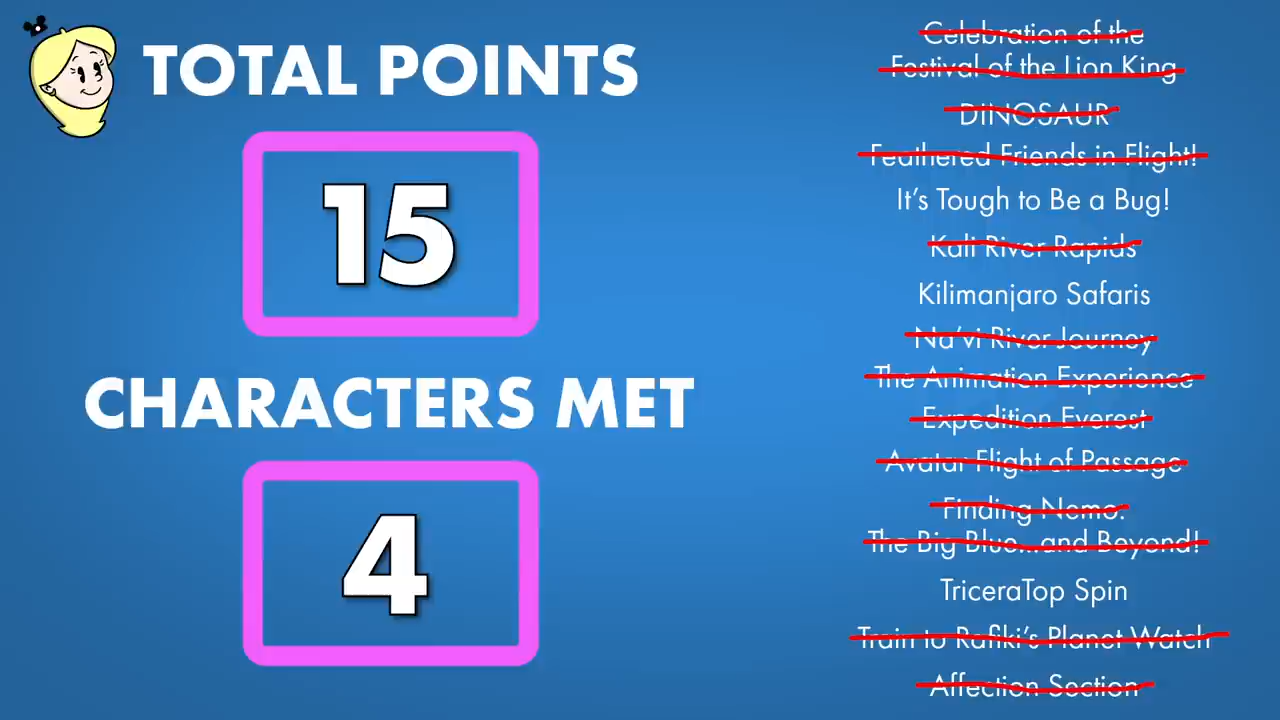 TOTAL POINTS
15
CHARACTERS MET
4
Celebration of the
Festival of the Lion King
DINOSAUR
Feathered Friends in Flight!
It's Tough to Be a Bug!
Kali River Rapids
Kilimanjaro Safaris
Na'vi River Journey
The Animation Experience
Expedition Everest
Avatar Flight of Passage
Finding Nemo:
The Big Blue...and Beyond!
TriceraTop Spin
Train to Rafiki's Planet Watch
Affection Section